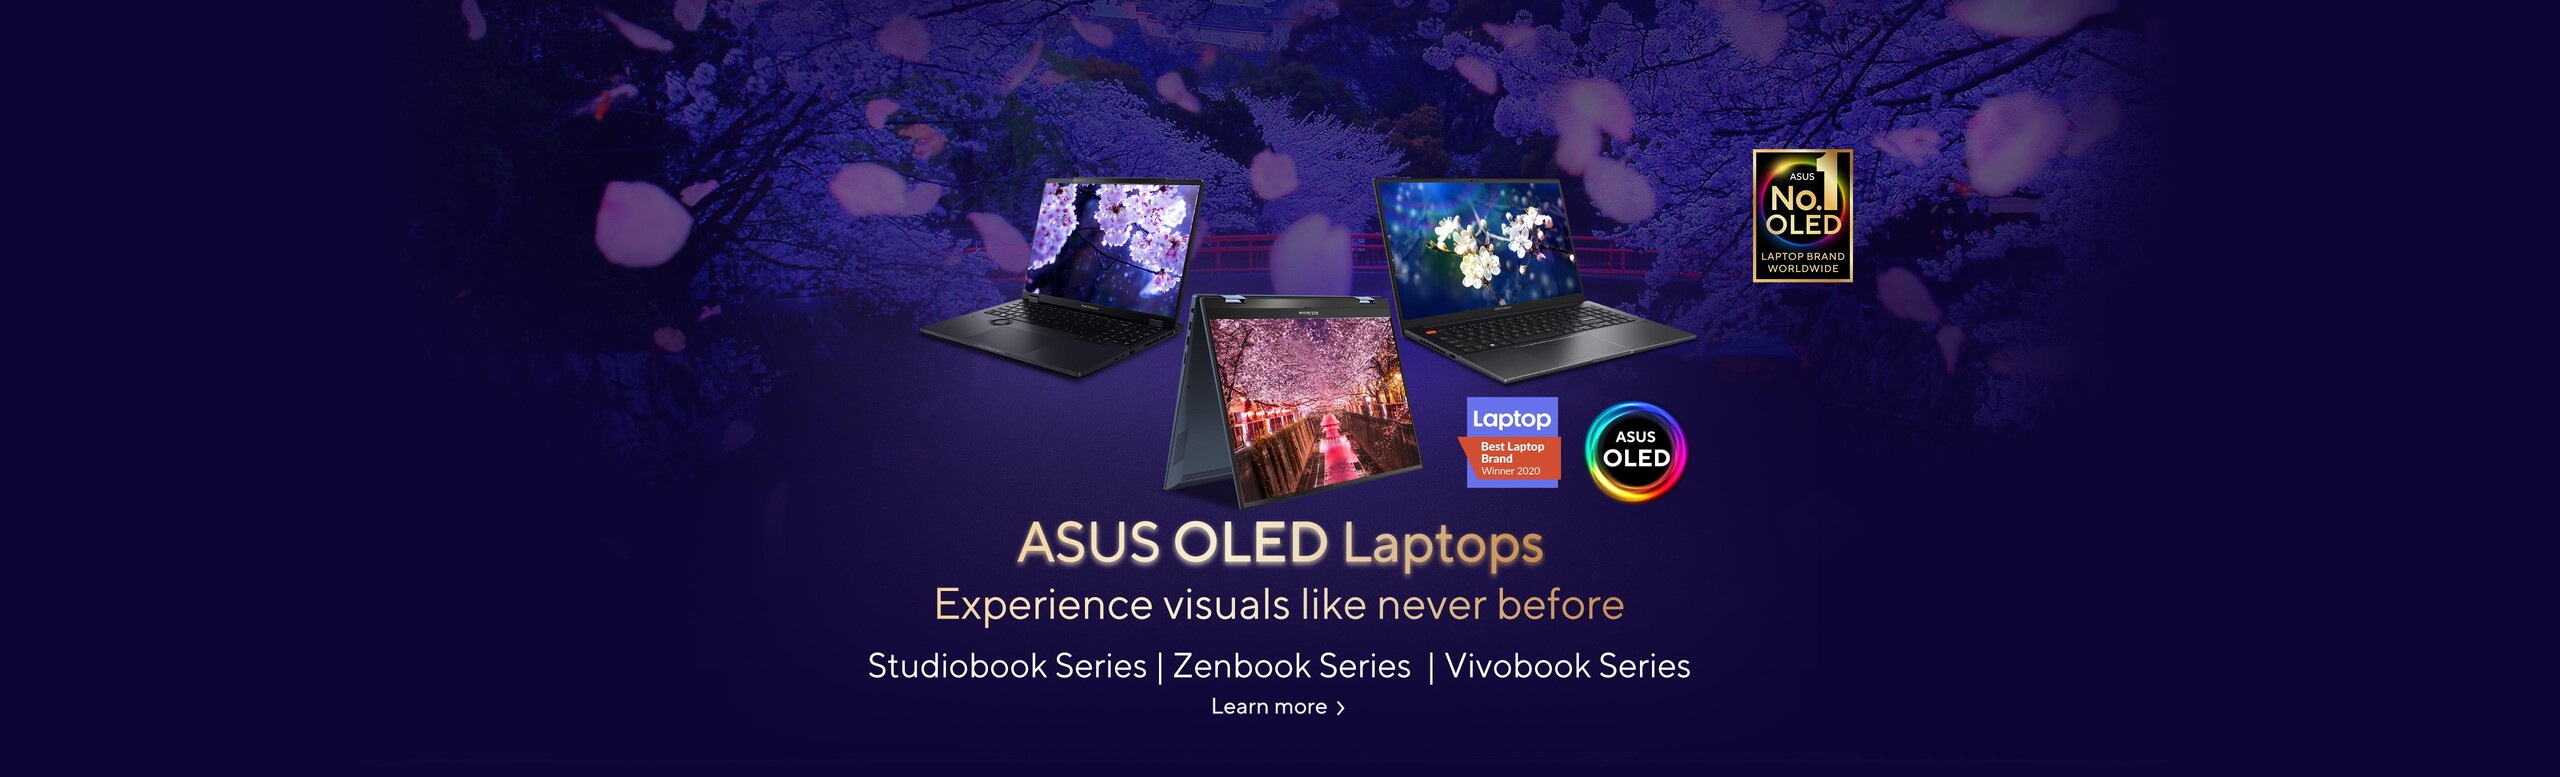 ASUS
No.1
OLED
LAPTOP BRAND
WORLDWIDE
Laptop
Best Laptop
Brand
Winner 2020
ASUS
OLED
ASUS OLED Laptops
Experience visuals like never before
Studiobook Series | Zenbook Series | Vivobook Series
Learn more >